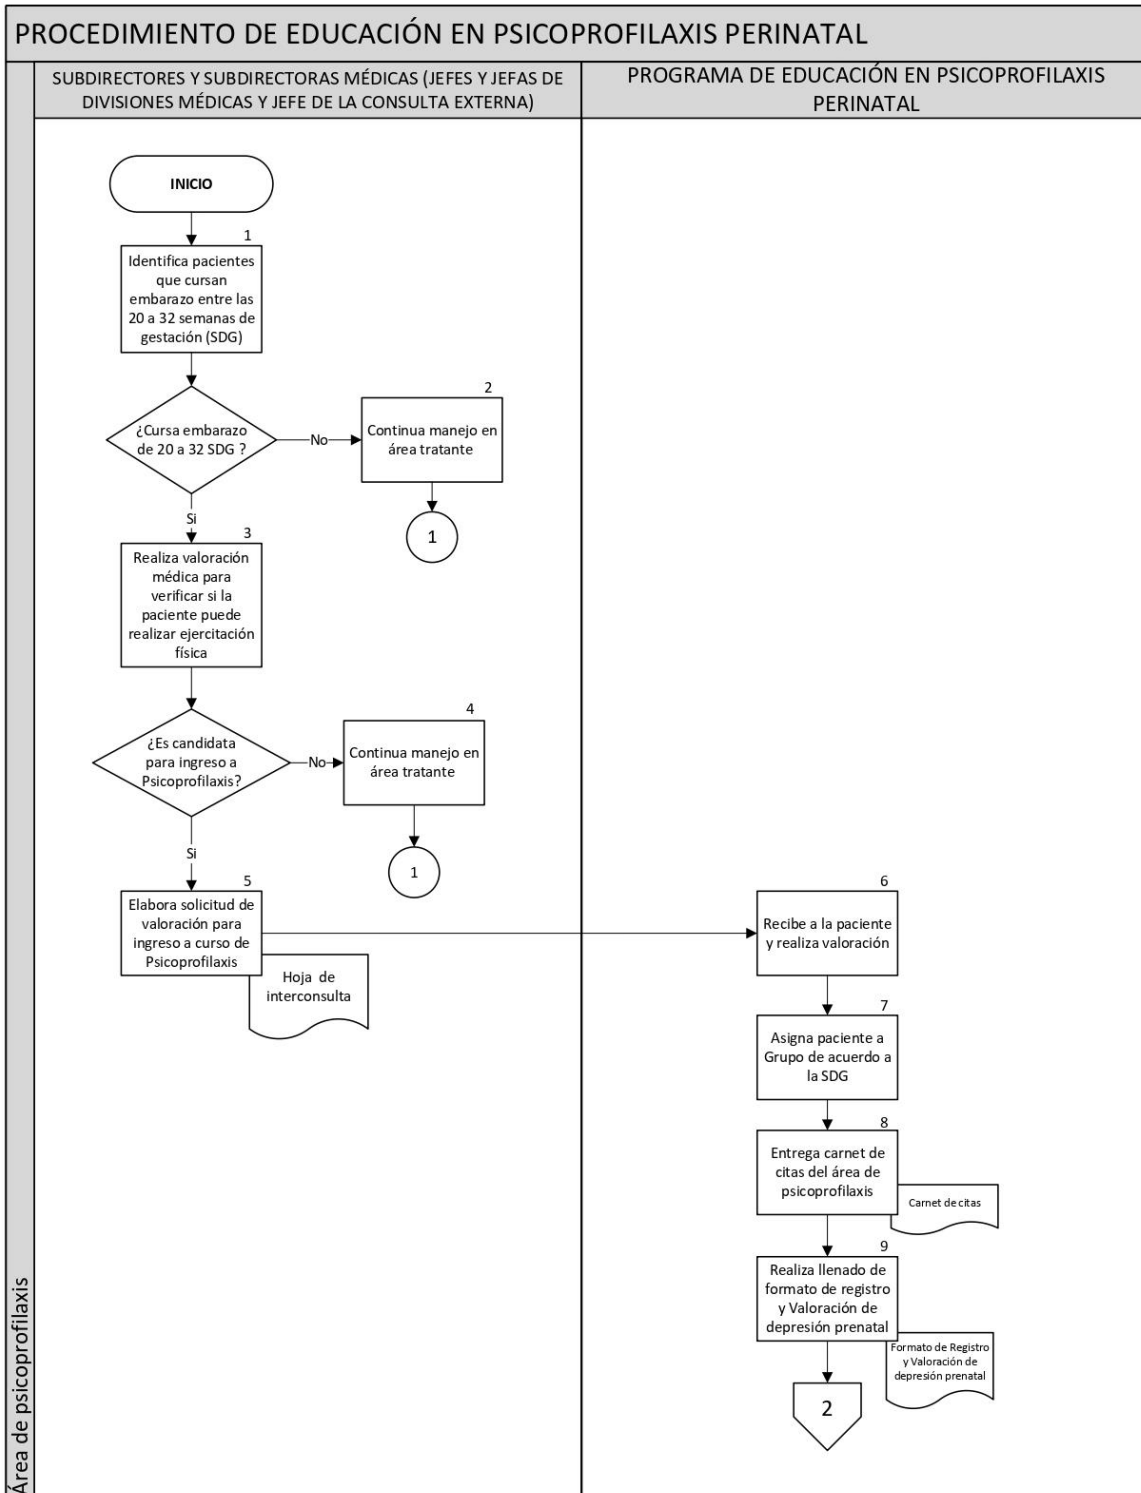 PROCEDIMIENTO DE EDUCACIÓN EN PSICOPROFILAXIS PERINATAL
SUBDIRECTORES Y SUBDIRECTORAS MÉDICAS (JEFES Y JEFAS DE
DIVISIONES MÉDICAS Y JEFE DE LA CONSULTA EXTERNA)
PROGRAMA DE EDUCACIÓN EN PSICOPROFILAXIS
PERINATAL
INICIO
1
Identifica pacientes
que cursan
embarazo entre las
20 a 32 semanas de
gestación (SDG)
¿Cursa embarazo
de 20 a 32 SDG ?
No
2
Continua manejo en
área tratante
1
Si
3
Realiza valoración
médica para
verificar si la
paciente puede
realizar ejercitación
física
¿Es candidata
para ingreso a
Psicoprofilaxis?
No
4
Continua manejo en
área tratante
1
Si
5
Elabora solicitud de
valoración para
ingreso a curso de
Psicoprofilaxis
Hoja de
interconsulta
6
Recibe a la paciente
y realiza valoración
7
Asigna paciente a
Grupo de acuerdo a
la SDG
8
Entrega carnet de
citas del área de
psicoprofilaxis
Carnet de citas
9
Realiza llenado de
formato de registro
y Valoración de
depresión prenatal
Formato de Registro
y Valoración de
depresión prenatal
2
Área de psicoprofilaxis